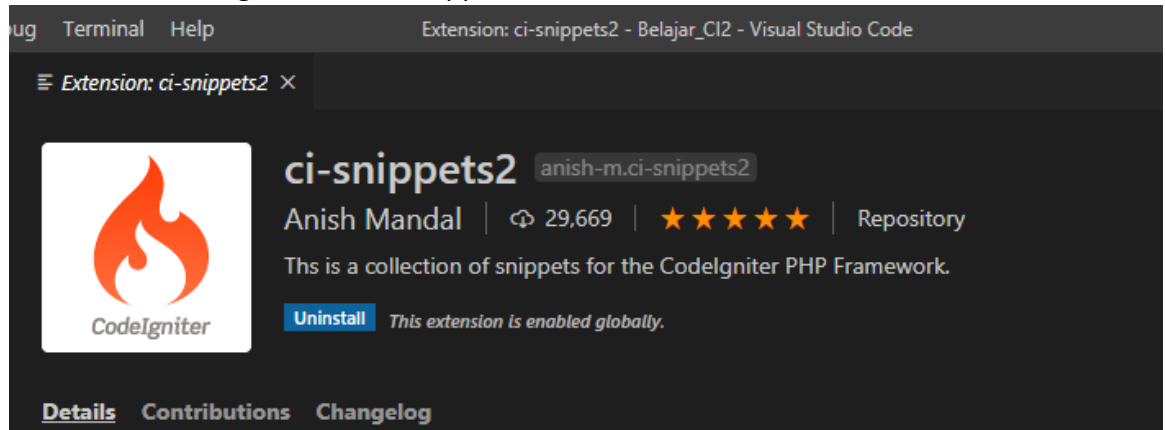 ug Terminal Help Extension: ci-snippets2 - Belajar_CI2 - Visual Studio Code
Extension: ci-snippets2 ×
ci-snippets2 anish-m.ci-snippets2
Anish Mandal 29,669 Repository
Ths is a collection of snippets for the CodeIgniter PHP Framework.
CodeIgniter
Uninstall This extension is enabled globally.
Details Contributions Changelog